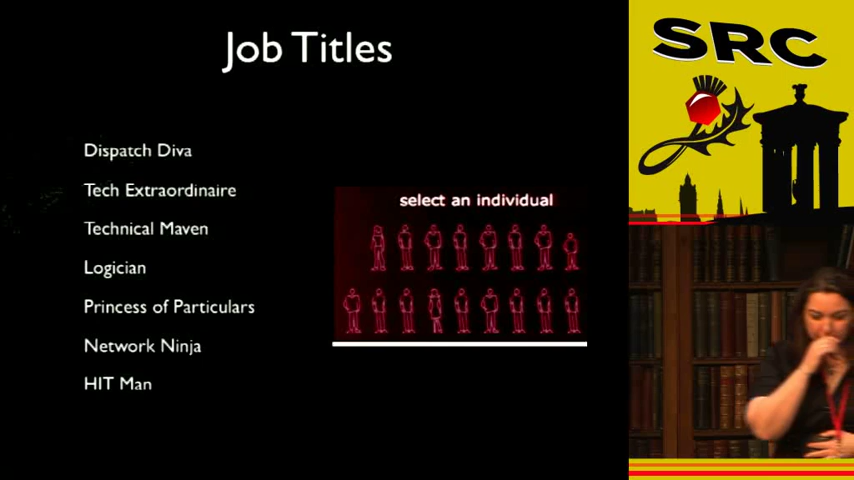 Job Titles
Dispatch Diva
Tech Extraordinaire
Technical Maven
Logician
Princess of Particulars
Network Ninja
HIT Man
select an individual
SRC